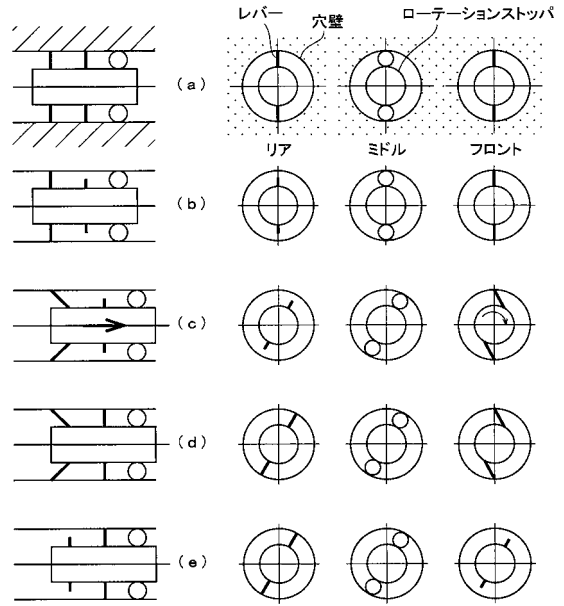 レバー
穴壁
ローテーションストッパ
(a)
リア
ミドル
フロント
(b)
(c)
(d)
(e)